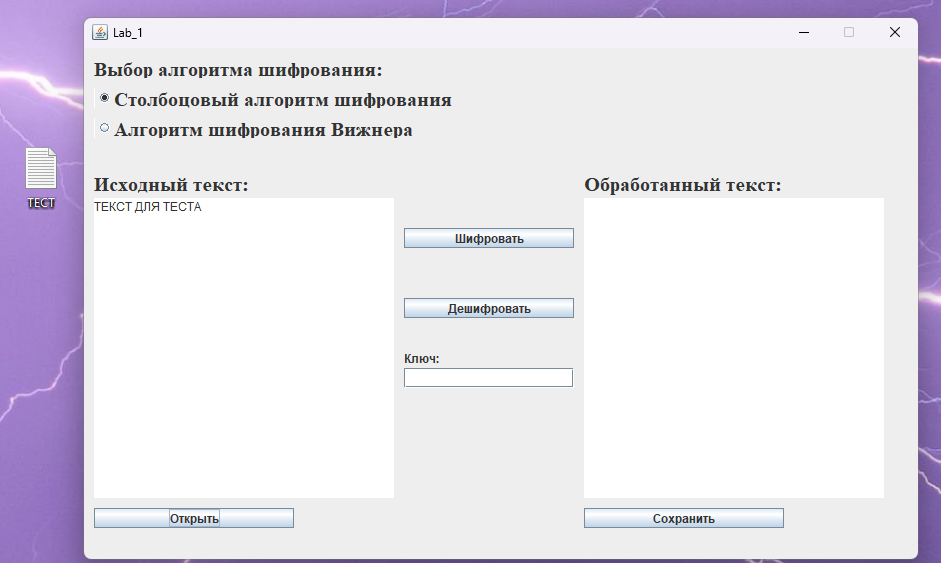 Lab_1
Выбор алгоритма шифрования:
Столбцовый алгоритм шифрования
Алгоритм шифрования Вижнера
ТЕСТ
Исходный текст:
Обработанный текст:
ТЕКСТ ДЛЯ ТЕСТА
Шифровать
Дешифровать
Ключ:
Открыть
Сохранить